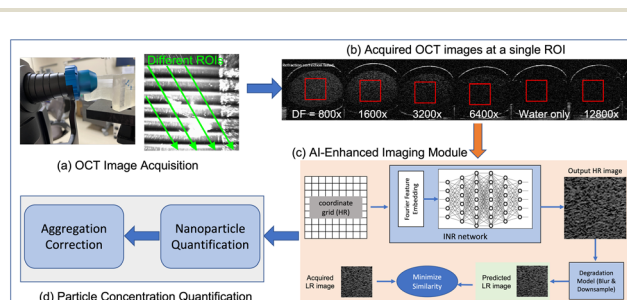 (b) Acquired OCT images at a single ROI
Different ROIs
DF = 800x
1600x
3200x
6400x
Water only
12800x
(a) OCT Image Acquisition
(c) AI-Enhanced Imaging Module
Output HR image
coordinate
grid (HR)
Fourier Feature
Embedding
INR network
Aggregation
Correction
Nanoparticle
Quantification
Acquired
LR image
Minimize
Similarity
Predicted
LR image
Degradation
Model (Blur &
Downsample)
(d) Particle Concentration Quantification